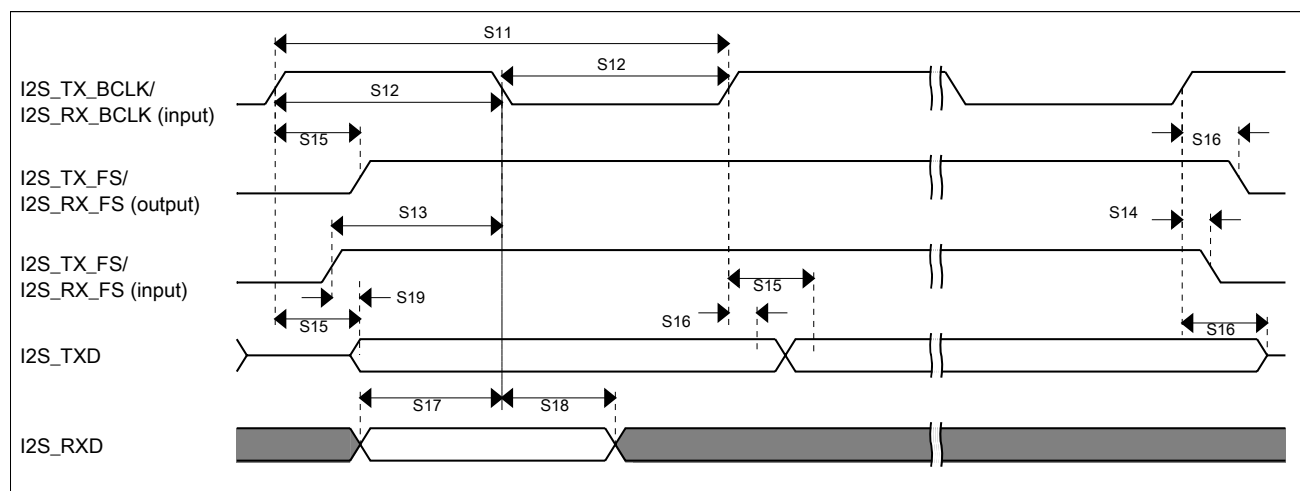 S11
S12
I2S_TX_BCLK/
I2S_RX_BCLK (input)
S12
S15
S16
I2S_TX_FS/
I2S_RX_FS (output)
S13
S14
I2S_TX_FS/
I2S_RX_FS (input)
S15
S19
S15
S16
S16
I2S_TXD
S17
S18
I2S_RXD